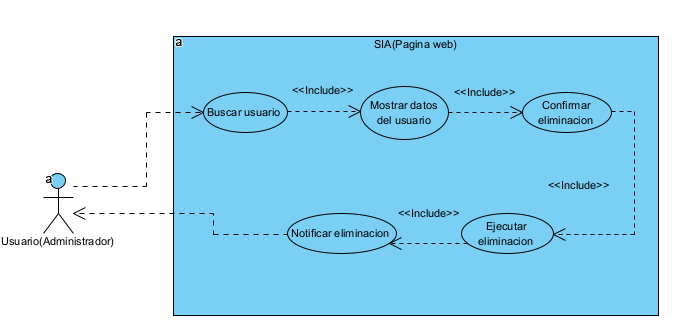 a
SIA(Pagina web)
<<Include>>
<<Include>>
Buscar usuario
Mostrar datos
del usuario
Confirmar
eliminacion
a
<<Include>>
Usuario(Administrador)
Notificar eliminacion
<<Include>>
Ejecutar
eliminacion